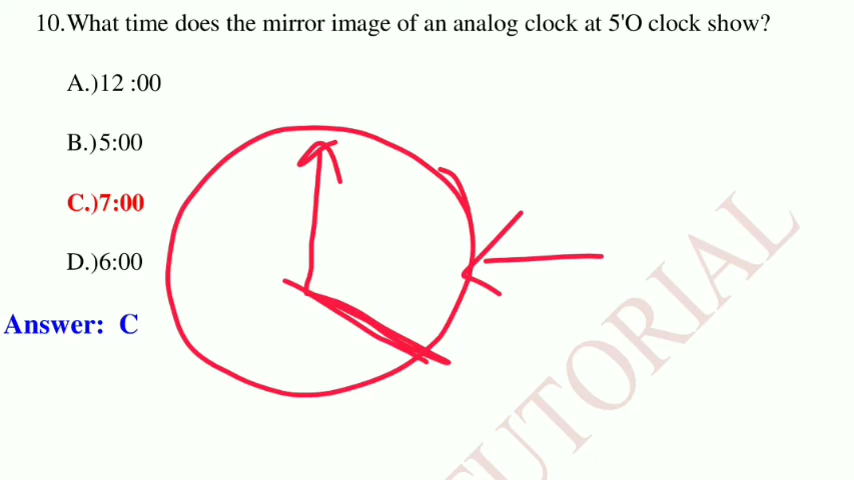 10.What time does the mirror image of an analog clock at 5'O clock show?
A.)12 :00
B.)5:00
C.)7:00
D.)6:00
Answer: C
TUTORIAL